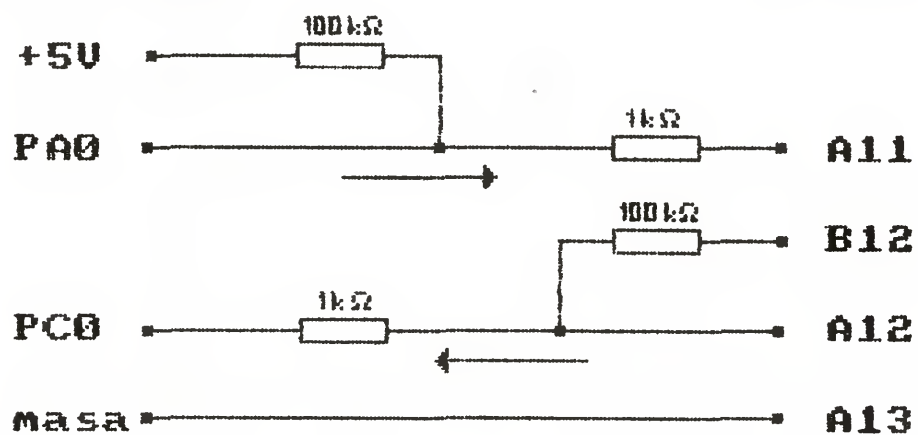 100kΩ
+5V
1kΩ
PA0 A11
100kΩ
B12
1kΩ
PC0 A12
masa A13